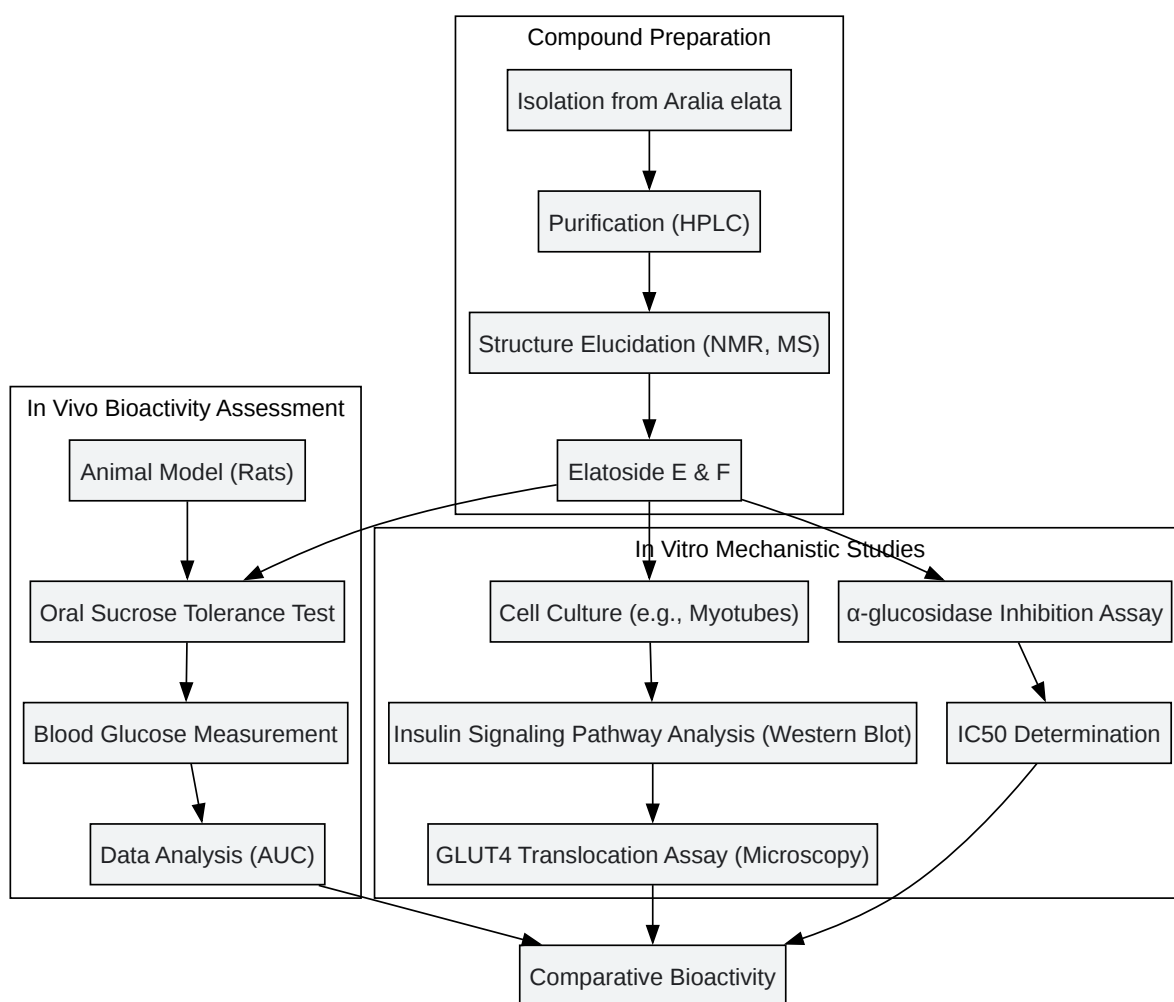 Compound Preparation
Isolation from Aralia elata
Purification (HPLC)
Structure Elucidation (NMR, MS)
Elatoside E & F
In Vivo Bioactivity Assessment
Animal Model (Rats)
Oral Sucrose Tolerance Test
Blood Glucose Measurement
Data Analysis (AUC)
In Vitro Mechanistic Studies
Cell Culture (e.g., Myotubes)
α-glucosidase Inhibition Assay
Insulin Signaling Pathway Analysis (Western Blot)
IC50 Determination
GLUT4 Translocation Assay (Microscopy)
Comparative Bioactivity